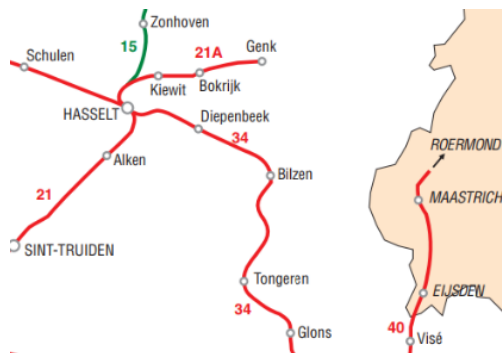 Zonhoven
15
21A
Genk
Schulen
Kiewit
Bokrijk
HASSELT
Diepenbeek
34
ROERMOND
Alken
Bilzen
21
MAASTRICH
SINT-TRUIDEN
Tongeren
EIJSDEN
34
40
Glons
Visé